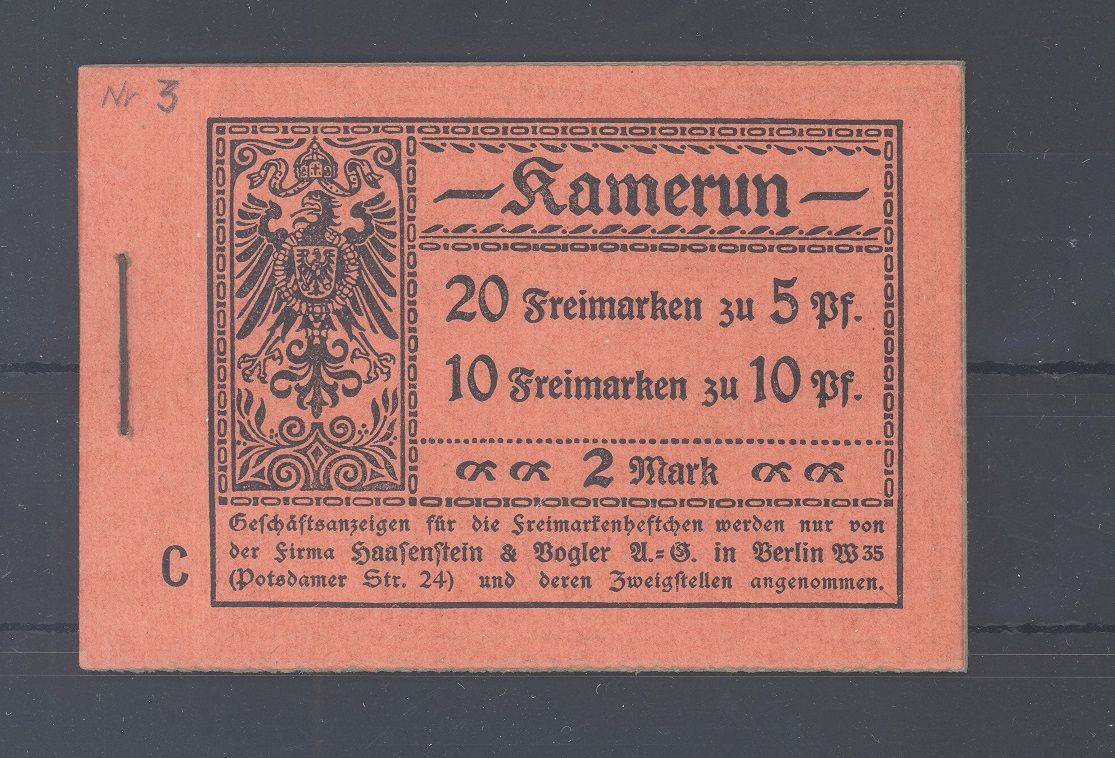 Nr. 3
— Kamerun —
20 Freimarken zu 5 Pf.
10 Freimarken zu 10 Pf.
2 Mark
Geſchäftsanzeigen für die Freimarkenheftchen werden nur von
der Firma Haaſenſtein & Vogler A.=G. in Berlin W 35
(Potsdamer Str. 24) und deren Zweigſtellen angenommen.
C